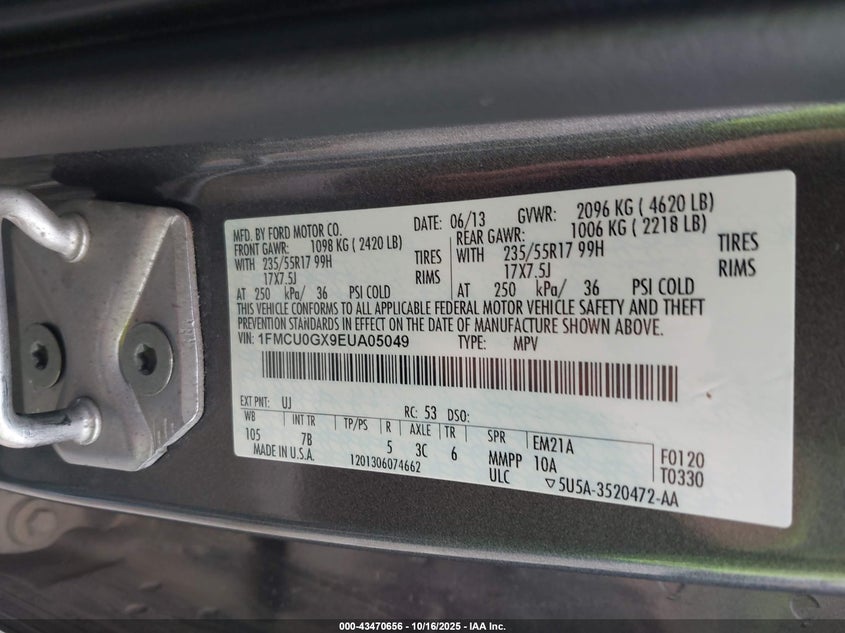 MFD. BY FORD MOTOR CO.
DATE: 06/13 GVWR: 2096 KG ( 4620 LB)
FRONT GAWR: 1098 KG ( 2420 LB)
WITH 235/55R17 99H TIRES
17X7.5J RIMS
AT 250 kPa/ 36 PSI COLD
REAR GAWR: 1006 KG ( 2218 LB)
WITH 235/55R17 99H TIRES
17X7.5J RIMS
AT 250 kPa/ 36 PSI COLD
THIS VEHICLE CONFORMS TO ALL APPLICABLE FEDERAL MOTOR VEHICLE SAFETY AND THEFT
PREVENTION STANDARDS IN EFFECT ON THE DATE OF MANUFACTURE SHOWN ABOVE.
VIN: 1FMCU0GX9EUA05049 TYPE: MPV
EXT PNT: UJ RC: 53 DSO:
WB INT TR TP/PS R AXLE TR SPR EM21A
105 7B 5 3C 6 MMPP 10A F0120
MADE IN U.S.A. 1201306074662 ULC ▽5U5A-3520472-AA T0330
000-43470656 - 10/16/2025 - IAA Inc.